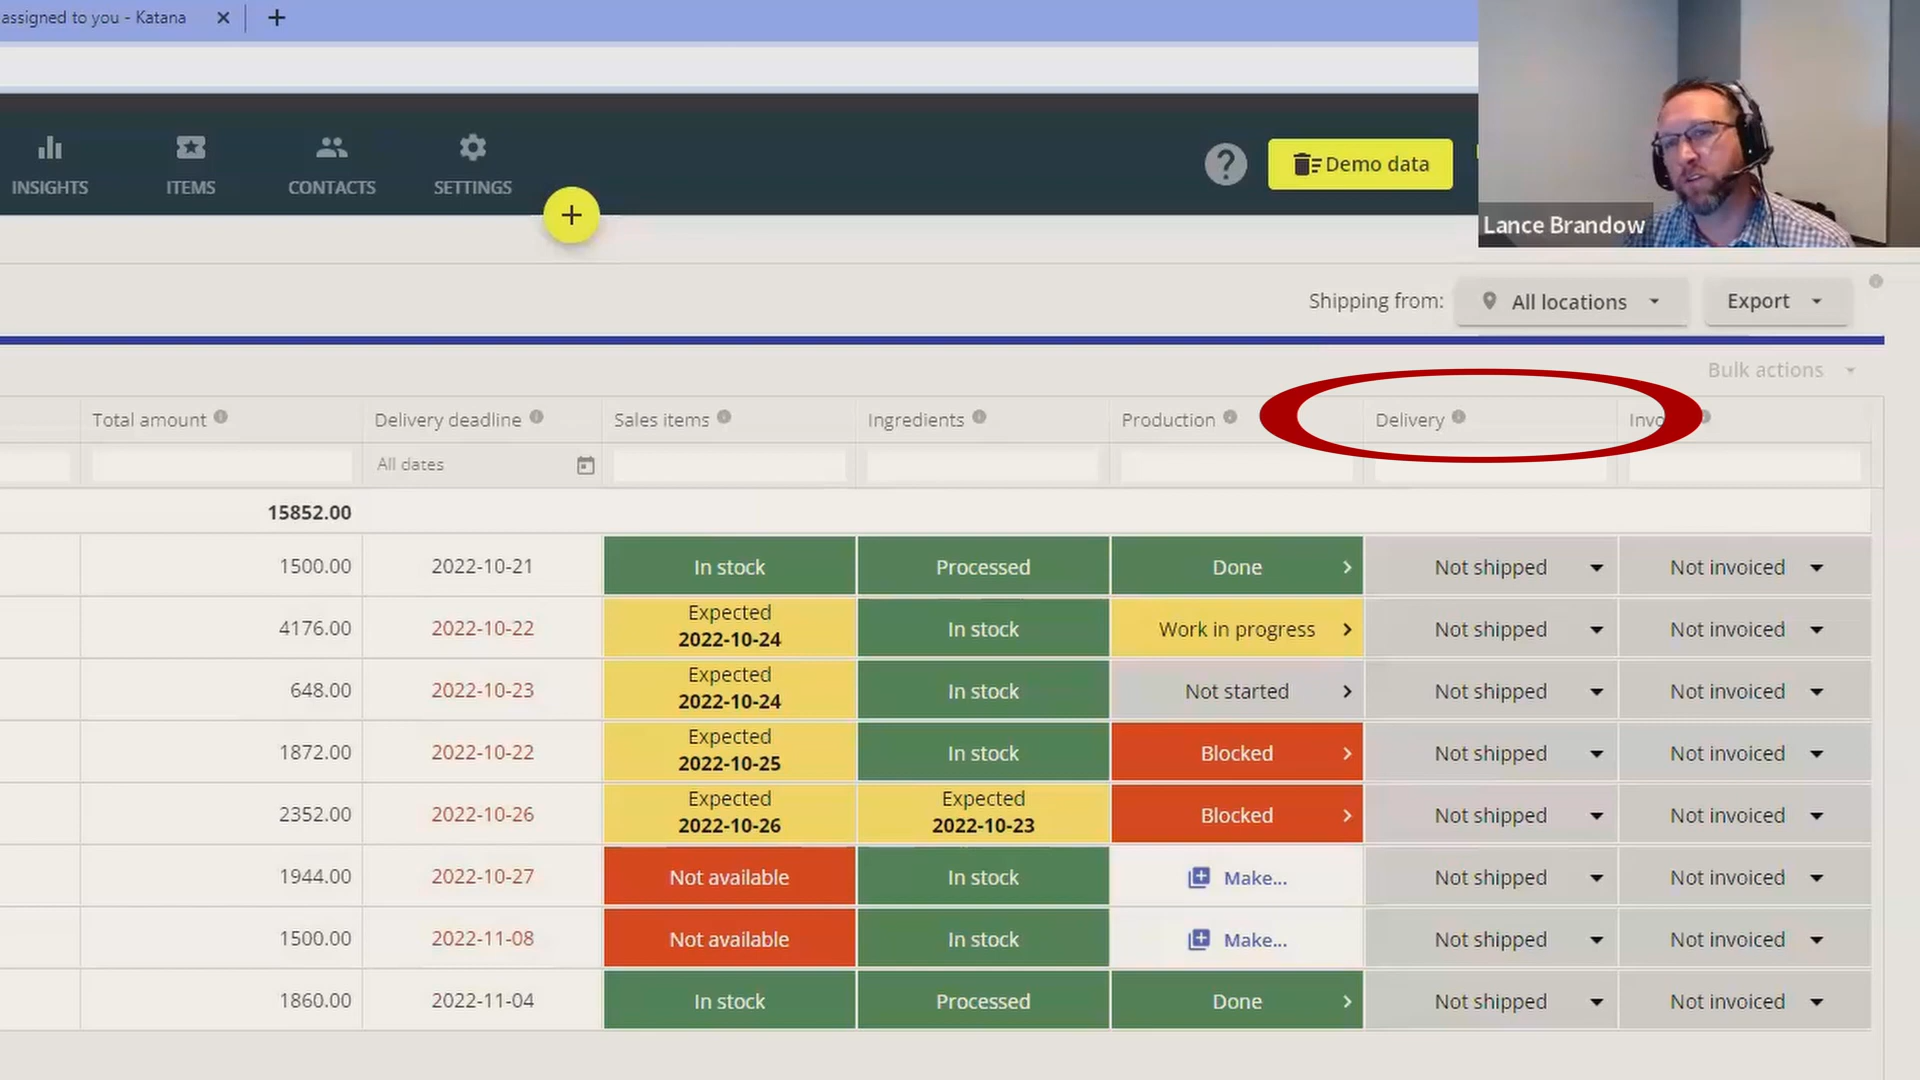 assigned to you - Katana
INSIGHTS
ITEMS
CONTACTS
SETTINGS
Demo data
Lance Brandow
Shipping from:
All locations
Export
Bulk actions
Total amount
Delivery deadline
Sales items
Ingredients
Production
Delivery
Invo
All dates
15852.00
1500.00 2022-10-21 In stock Processed Done Not shipped Not invoiced
4176.00 2022-10-22 Expected 2022-10-24 In stock Work in progress Not shipped Not invoiced
648.00 2022-10-23 Expected 2022-10-24 In stock Not started Not shipped Not invoiced
1872.00 2022-10-22 Expected 2022-10-25 In stock Blocked Not shipped Not invoiced
2352.00 2022-10-26 Expected 2022-10-26 Expected 2022-10-23 Blocked Not shipped Not invoiced
1944.00 2022-10-27 Not available In stock Make... Not shipped Not invoiced
1500.00 2022-11-08 Not available In stock Make... Not shipped Not invoiced
1860.00 2022-11-04 In stock Processed Done Not shipped Not invoiced